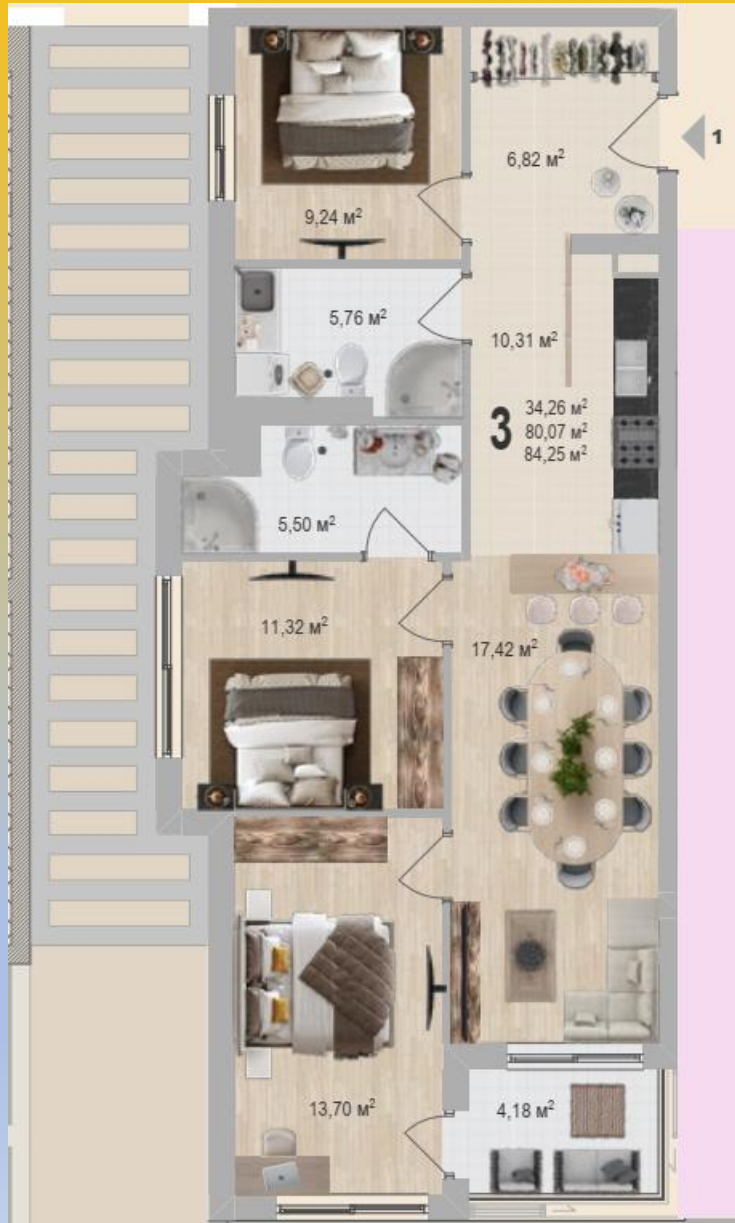 1
6,82 м²
9,24 м²
5,76 м²
10,31 м²
3
34,26 м²
80,07 м²
84,25 м²
5,50 м²
11,32 м²
17,42 м²
13,70 м²
4,18 м²